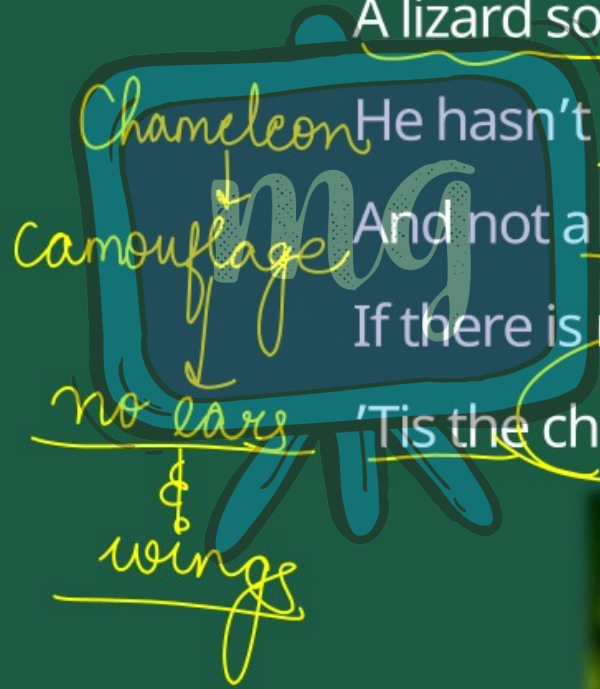 A lizard so
Chameleon
He hasn't
camouflage
And not a
mg
If there is
no ears
'Tis the ch
&
wings